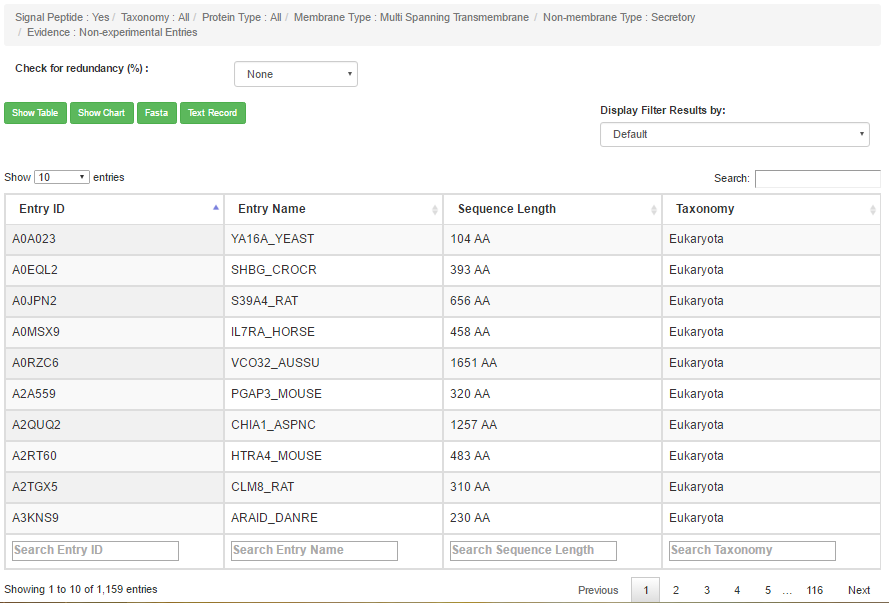 Signal Peptide : Yes / Taxonomy : All / Protein Type : All / Membrane Type : Multi Spanning Transmembrane / Non-membrane Type : Secretory
/ Evidence : Non-experimental Entries
Check for redundancy (%) : None
Show Table Show Chart Fasta Text Record
Display Filter Results by:
Default
Show 10 entries Search:
Entry ID Entry Name Sequence Length Taxonomy
A0A023 YA16A_YEAST 104 AA Eukaryota
A0EQL2 SHBG_CROCR 393 AA Eukaryota
A0JPN2 S39A4_RAT 656 AA Eukaryota
A0MSX9 IL7RA_HORSE 458 AA Eukaryota
A0RZC6 VCO32_AUSSU 1651 AA Eukaryota
A2A559 PGAP3_MOUSE 320 AA Eukaryota
A2QUQ2 CHIA1_ASPNC 1257 AA Eukaryota
A2RT60 HTRA4_MOUSE 483 AA Eukaryota
A2TGX5 CLM8_RAT 310 AA Eukaryota
A3KNS9 ARAID_DANRE 230 AA Eukaryota
Search Entry ID Search Entry Name Search Sequence Length Search Taxonomy
Showing 1 to 10 of 1,159 entries Previous 1 2 3 4 5 ... 116 Next